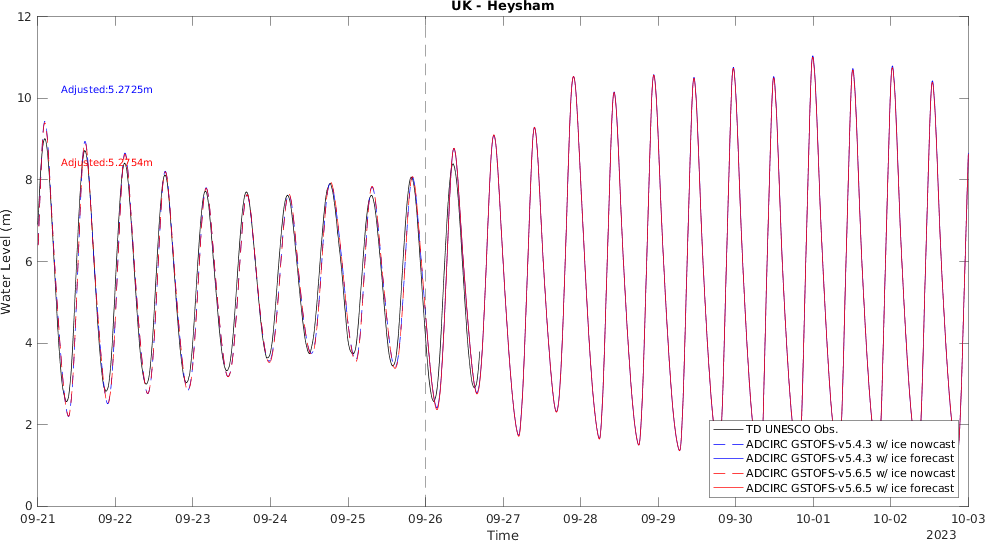 UK - Heysham
12
10
8
6
4
2
0
Water Level (m)
Adjusted:5.2725m
Adjusted:5.2754m
TD UNESCO Obs.
ADCIRC GSTOFS-v5.4.3 w/ ice nowcast
ADCIRC GSTOFS-v5.4.3 w/ ice forecast
ADCIRC GSTOFS-v5.6.5 w/ ice nowcast
ADCIRC GSTOFS-v5.6.5 w/ ice forecast
09-21 09-22 09-23 09-24 09-25 09-26 09-27 09-28 09-29 09-30 10-01 10-02 10-03
Time
2023